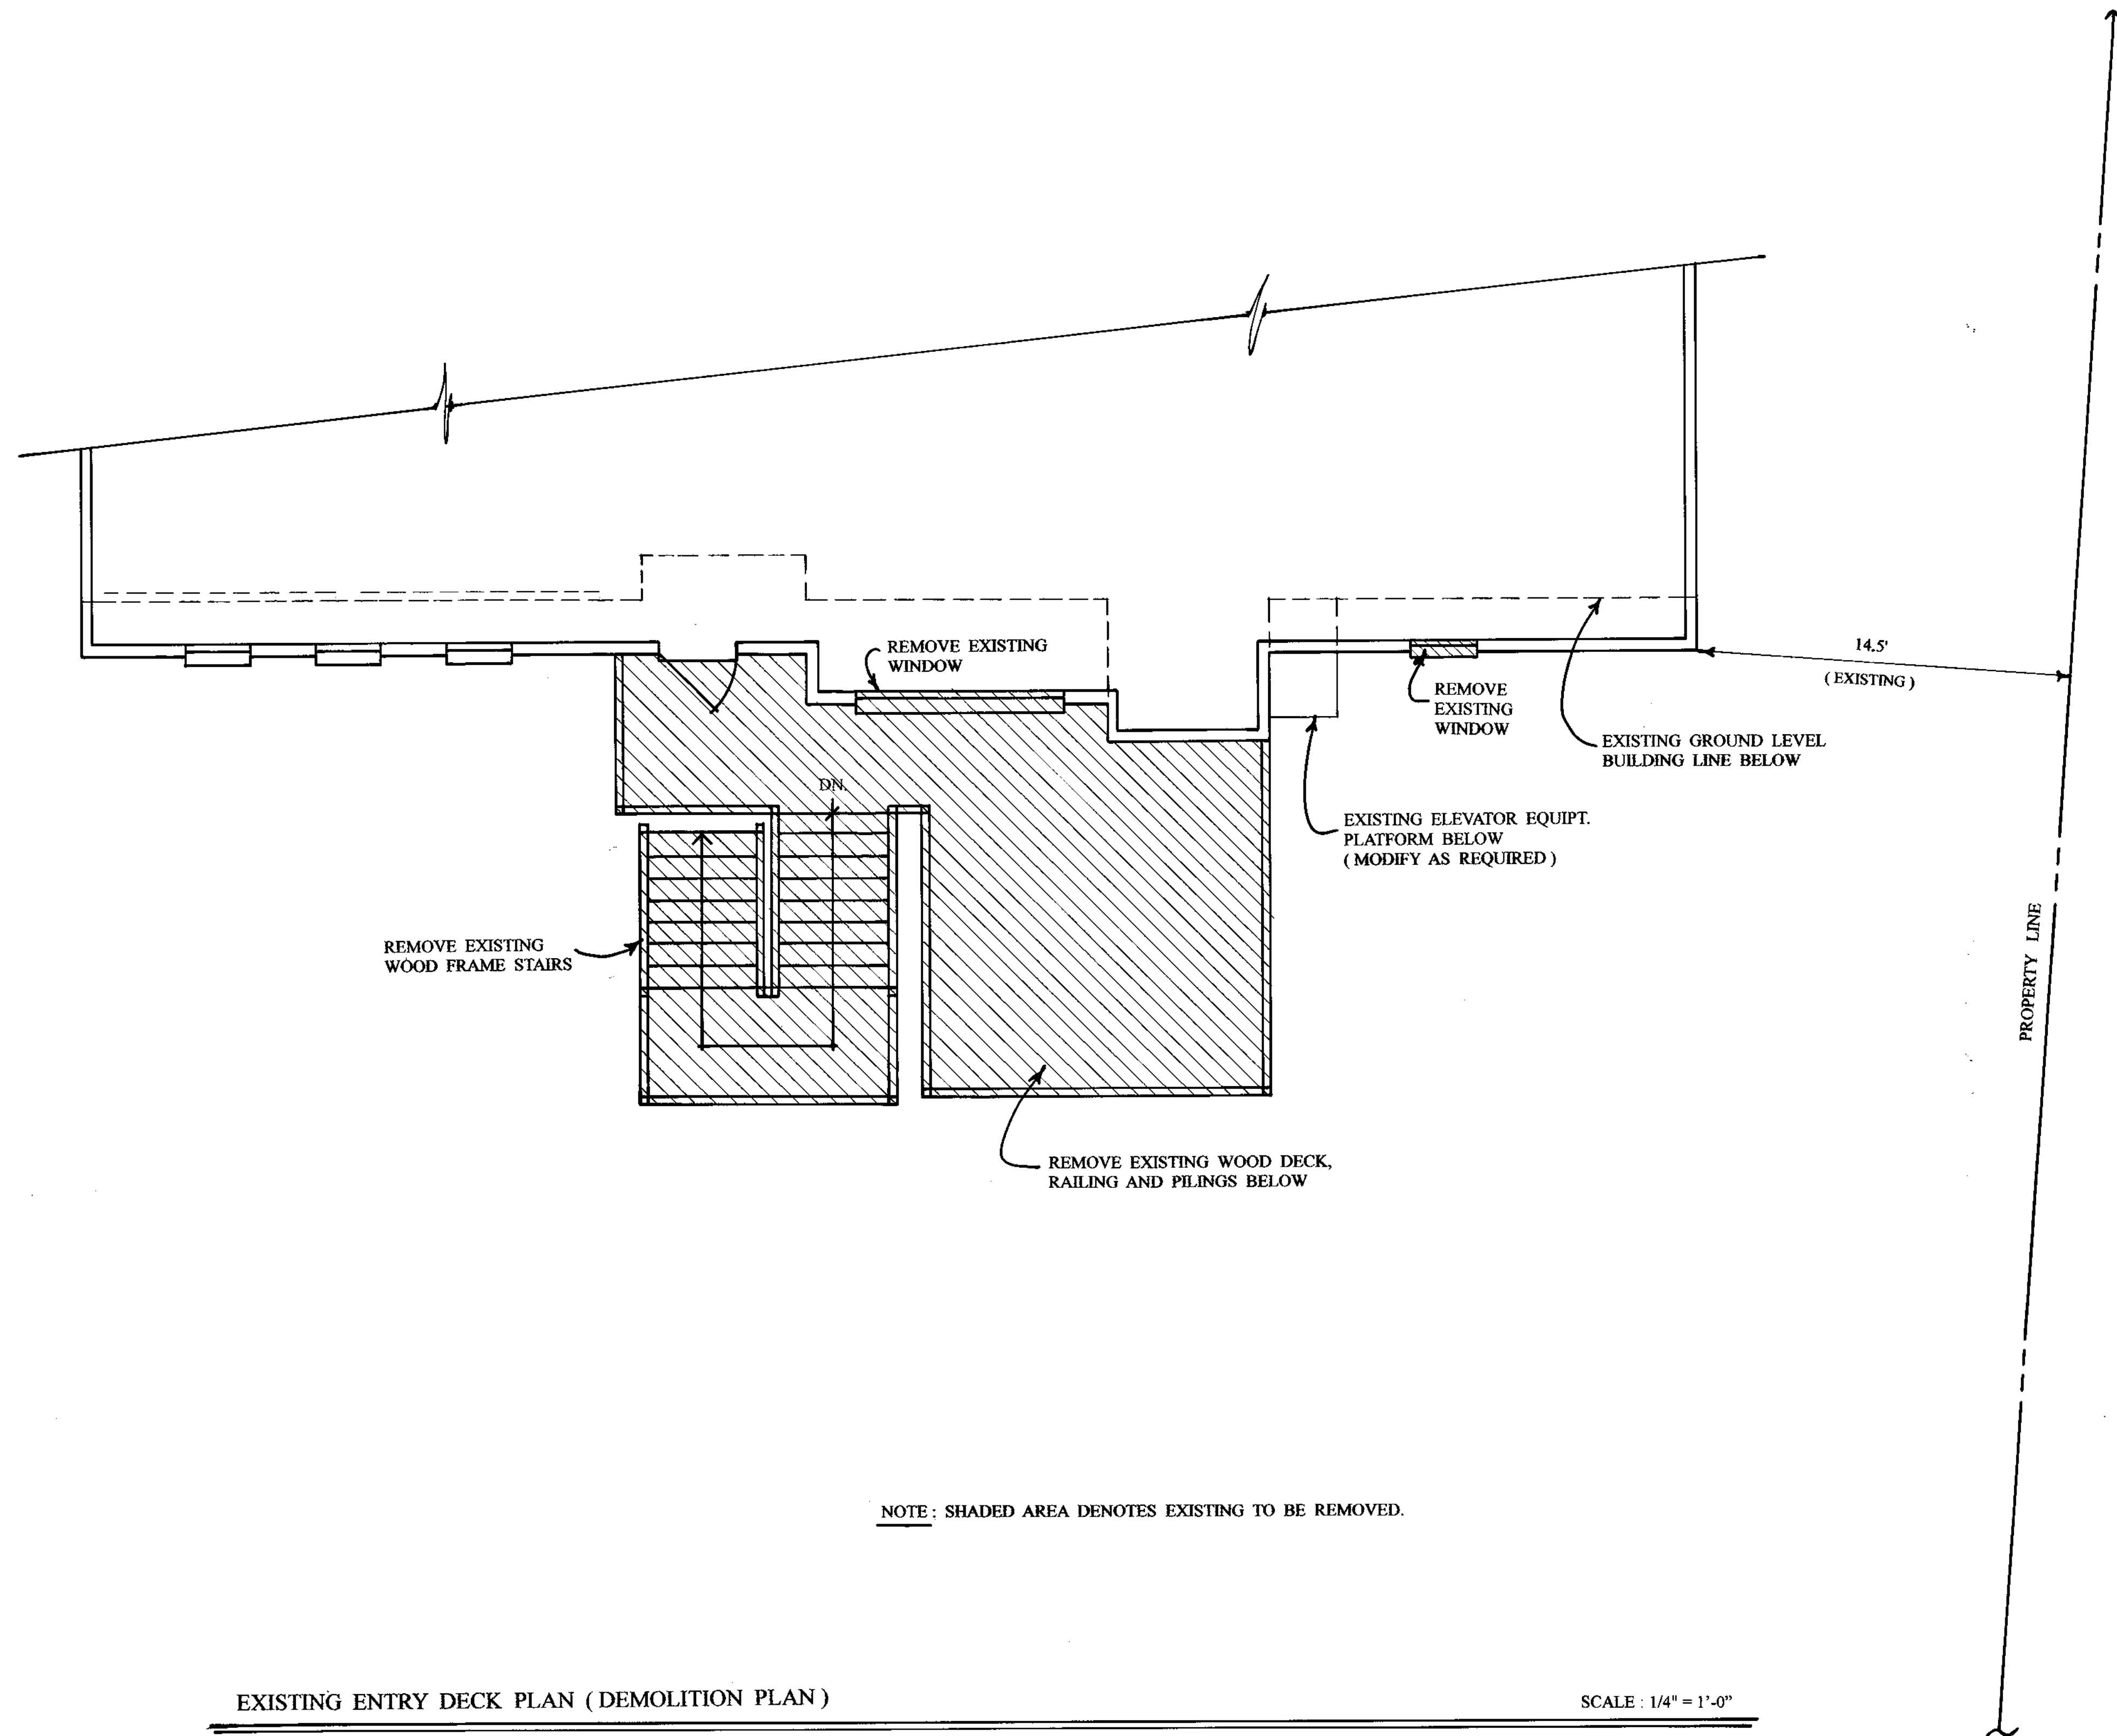 REMOVE EXISTING
WINDOW
14.5'
( EXISTING )
REMOVE
EXISTING
WINDOW
EXISTING GROUND LEVEL
BUILDING LINE BELOW
DN.
EXISTING ELEVATOR EQUIPT.
PLATFORM BELOW
( MODIFY AS REQUIRED )
REMOVE EXISTING
WOOD FRAME STAIRS
PROPERTY LINE
REMOVE EXISTING WOOD DECK,
RAILING AND PILINGS BELOW
NOTE : SHADED AREA DENOTES EXISTING TO BE REMOVED.
EXISTING ENTRY DECK PLAN ( DEMOLITION PLAN )
SCALE : 1/4" = 1'-0"